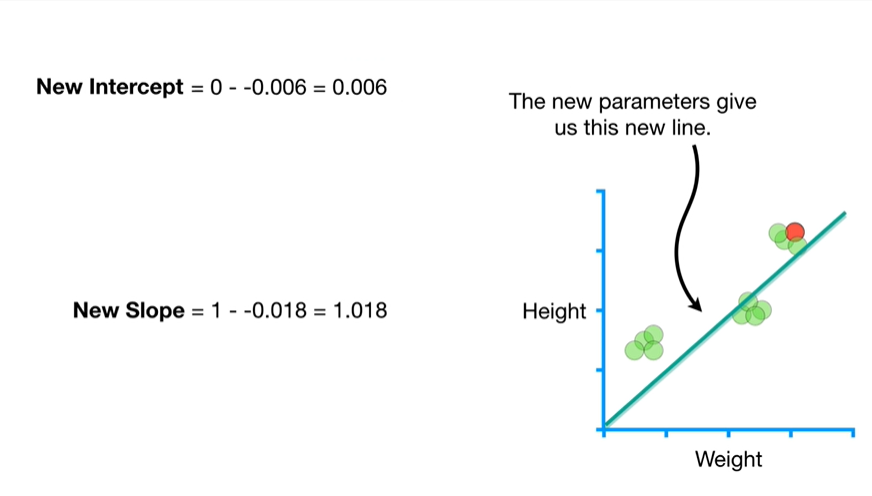 New Intercept = 0 - -0.006 = 0.006
The new parameters give
us this new line.
New Slope = 1 - -0.018 = 1.018
Height
Weight